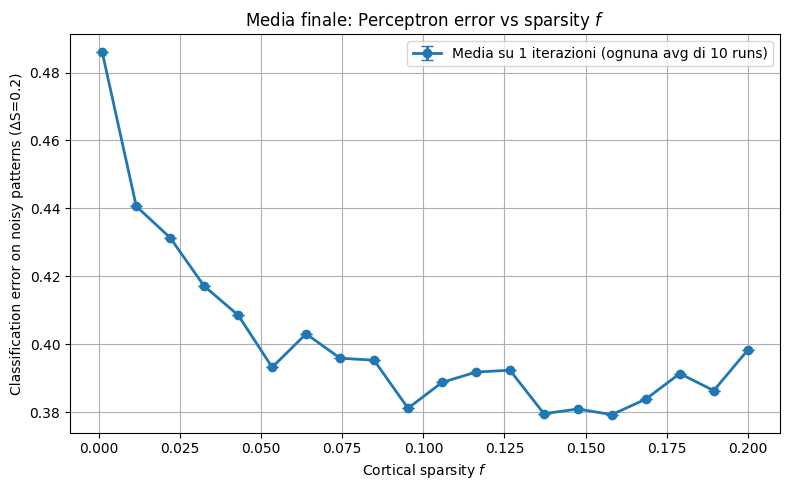 Media finale: Perceptron error vs sparsity f
Media su 1 iterazioni (ognuna avg di 10 runs)
Classification error on noisy patterns (ΔS=0.2)
0.48
0.46
0.44
0.42
0.40
0.38
0.000 0.025 0.050 0.075 0.100 0.125 0.150 0.175 0.200
Cortical sparsity f